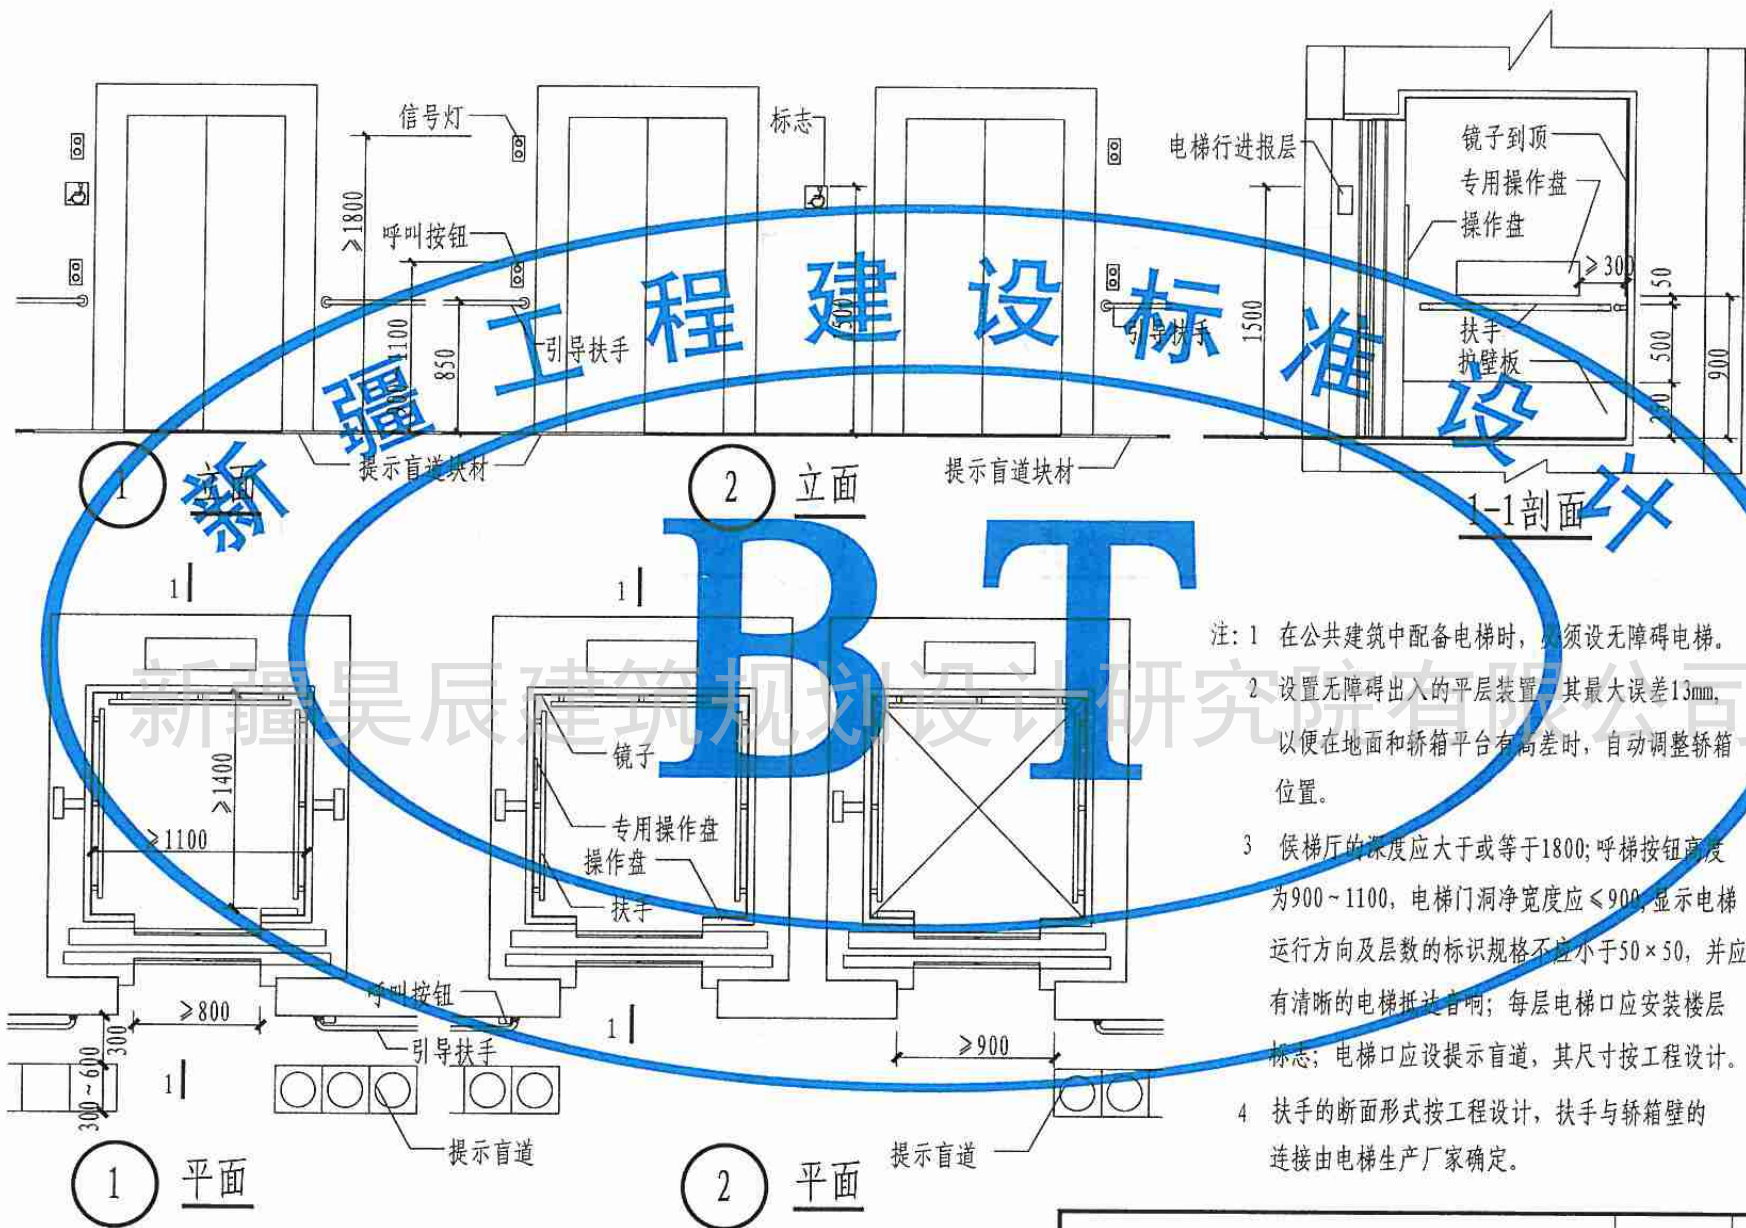 信号灯
标志
电梯行进报层
镜子到顶
专用操作盘
操作盘
≥1800
呼叫按钮
≥300
50
900~1100
850
引导扶手
1500
引导扶手
1500
扶手
护壁板
500
900
提示盲道块材
提示盲道块材
1 立面
2 立面
1-1剖面
新疆工程建设标准设计
BT
1
1
新疆昊辰建筑规划设计研究院有限公司
≥1400
≥1100
镜子
专用操作盘
操作盘
扶手
呼叫按钮
≥800
300
引导扶手
1
≥900
300~600
1
提示盲道
提示盲道
1 平面
2 平面
注: 1 在公共建筑中配备电梯时, 必须设无障碍电梯。
2 设置无障碍出入的平层装置, 其最大误差13mm,
以便在地面和轿箱平台有高差时, 自动调整轿箱
位置。
3 侯梯厅的深度应大于或等于1800; 呼梯按钮高度
为900~1100, 电梯门洞净宽度应≤900, 显示电梯
运行方向及层数的标识规格不应小于50×50, 并应
有清晰的电梯抵达音响; 每层电梯口应安装楼层
标志; 电梯口应设提示盲道, 其尺寸按工程设计。
4 扶手的断面形式按工程设计, 扶手与轿箱壁的
连接由电梯生产厂家确定。